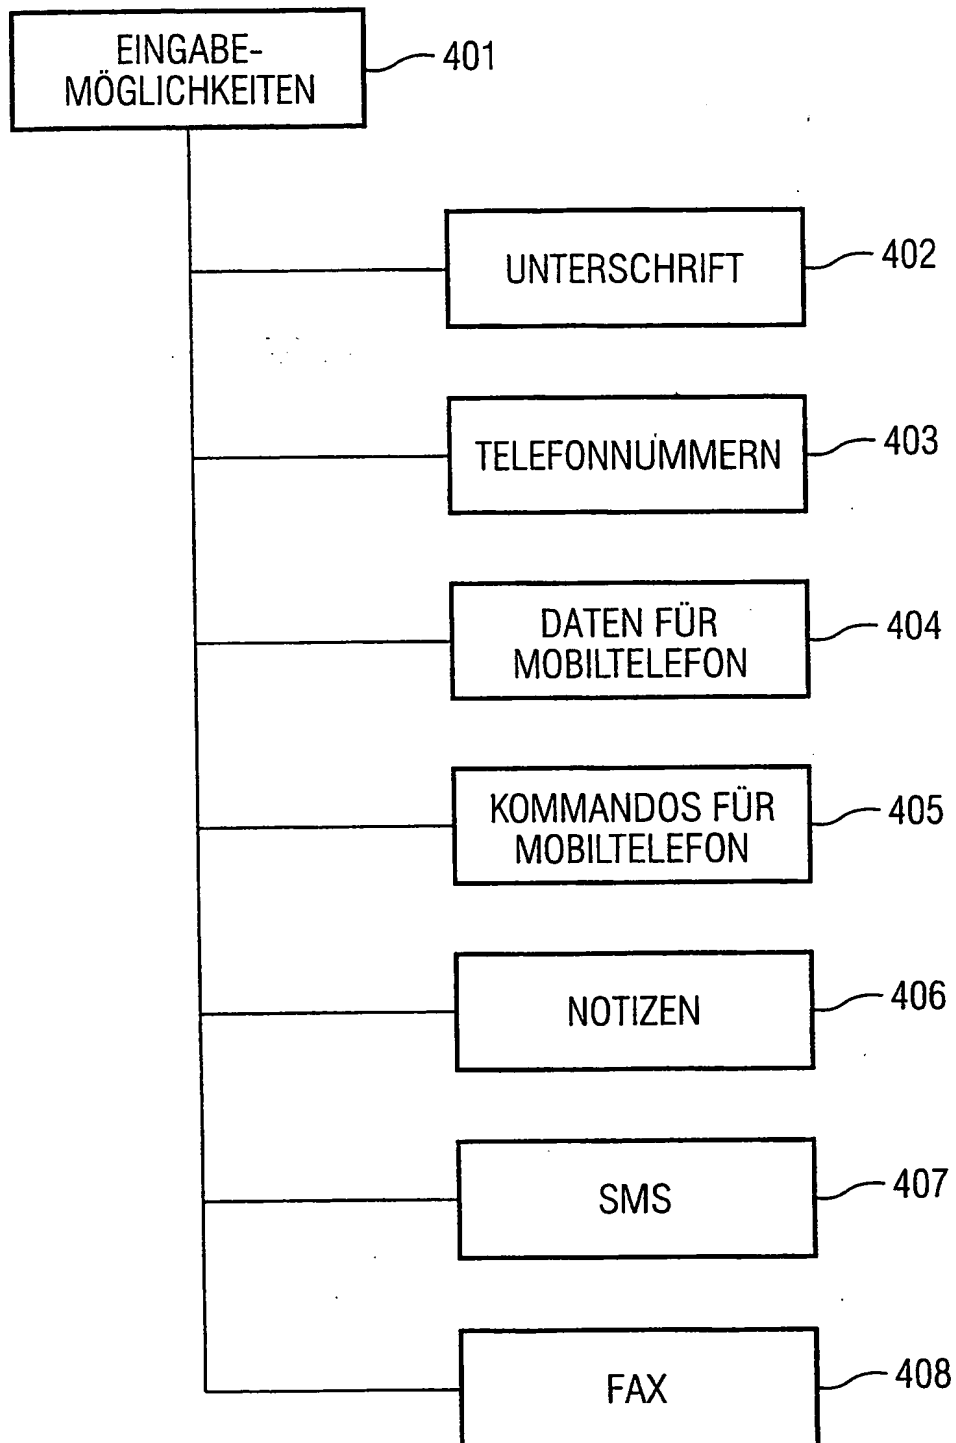 EINGABE-
MÖGLICHKEITEN
401
UNTERSCHRIFT
402
TELEFONNUMMERN
403
DATEN FÜR
MOBILTELEFON
404
KOMMANDOS FÜR
MOBILTELEFON
405
NOTIZEN
406
SMS
407
FAX
408